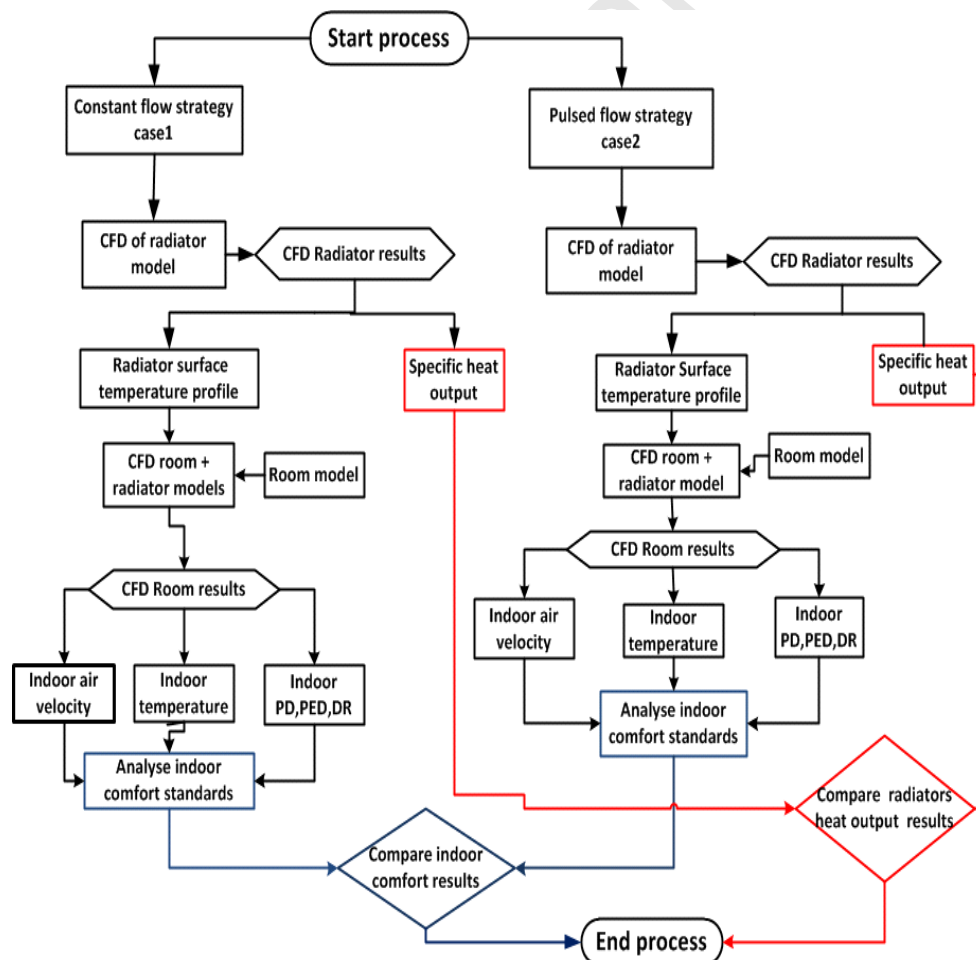 Start process
Constant flow strategy
case1
Pulsed flow strategy
case2
CFD of radiator
model
CFD Radiator results
CFD of radiator
model
CFD Radiator results
Radiator surface
temperature profile
Specific heat
output
Radiator Surface
temperature profile
Specific heat
output
CFD room +
radiator models
Room model
CFD room +
radiator model
Room model
CFD Room results
CFD Room results
Indoor air
velocity
Indoor
temperature
Indoor
PD,PED,DR
Indoor air
velocity
Indoor
temperature
Indoor
PD,PED,DR
Analyse indoor
comfort standards
Analyse indoor
comfort standards
Compare radiators
heat output results
Compare indoor
comfort results
End process